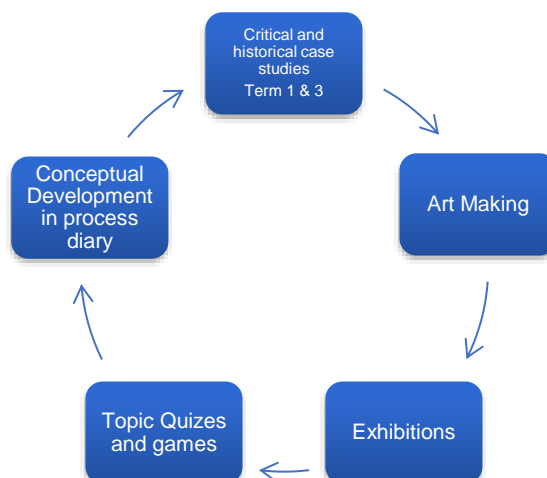 Critical and
historical case
studies
Term 1 & 3
Art Making
Exhibitions
Topic Quizes
and games
Conceptual
Development
in process
diary